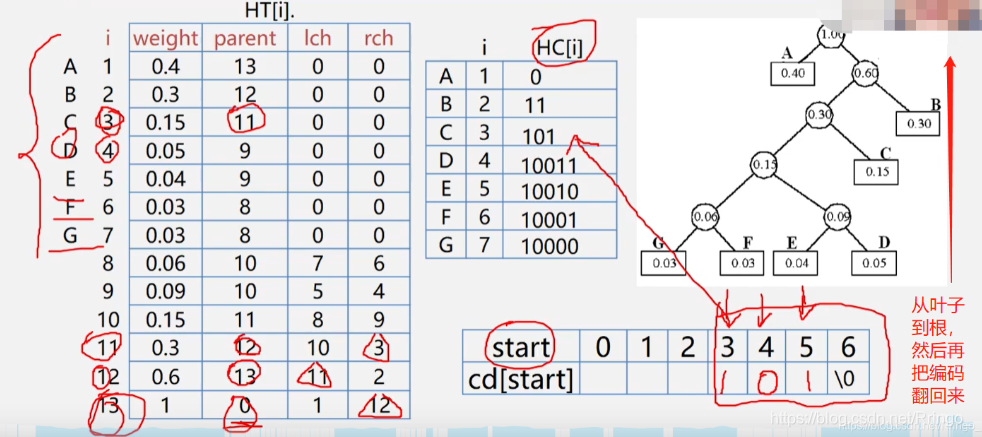 HT[i].
i weight parent lch rch
A 1 0.4 13 0 0
B 2 0.3 12 0 0
C 3 0.15 11 0 0
D 4 0.05 9 0 0
E 5 0.04 9 0 0
F 6 0.03 8 0 0
G 7 0.03 8 0 0
8 0.06 10 7 6
9 0.09 10 5 4
10 0.15 11 8 9
11 0.3 12 10 3
12 0.6 13 11 2
13 1 0 1 12
i HC[i]
A 1 0
B 2 11
C 3 101
D 4 10011
E 5 10010
F 6 10001
G 7 10000
1.00
A
0.40
0.60
B
0.30
0.30
C
0.15
0.15
0.06
0.09
G F E D
0.03 0.03 0.04 0.05
start 0 1 2 3 4 5 6
cd[start] 1 0 1 \0
从叶子
到根,
然后再
把编码
翻回来
https://blog.csdn.net/Rringo